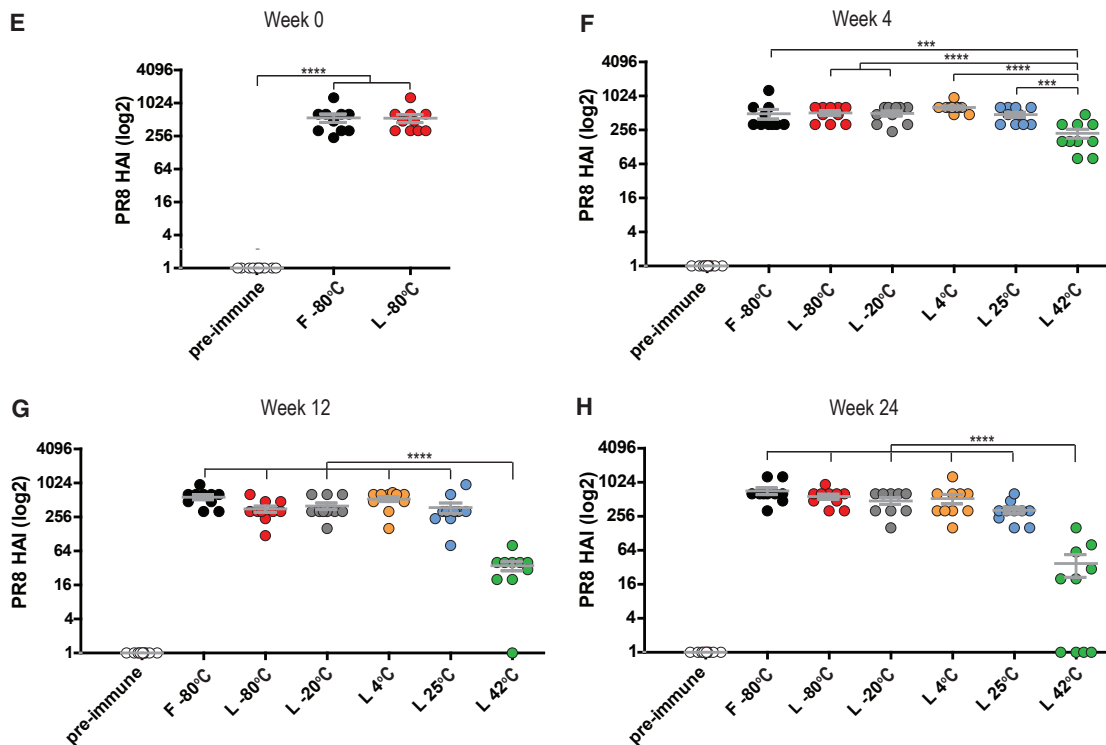 E
Week 0
PR8 HAI (log2)
4096
1024
256
64
16
4
1
****
pre-immune
F -80°C
L -80°C
F
Week 4
PR8 HAI (log2)
4096
1024
256
64
16
4
1
***
****
****
***
pre-immune
F -80°C
L -80°C
L -20°C
L 4°C
L 25°C
L 42°C
G
Week 12
PR8 HAI (log2)
4096
1024
256
64
16
4
1
****
pre-immune
F -80°C
L -80°C
L -20°C
L 4°C
L 25°C
L 42°C
H
Week 24
PR8 HAI (log2)
4096
1024
256
64
16
4
1
****
pre-immune
F -80°C
L -80°C
L -20°C
L 4°C
L 25°C
L 42°C